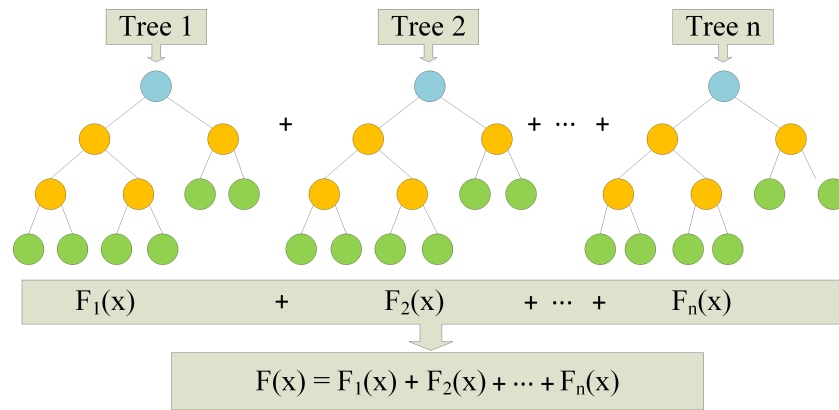 Tree 1 Tree 2 Tree n
+ + ... +
F₁(x) + F₂(x) + ... + Fₙ(x)
F(x) = F₁(x) + F₂(x) + ... + Fₙ(x)